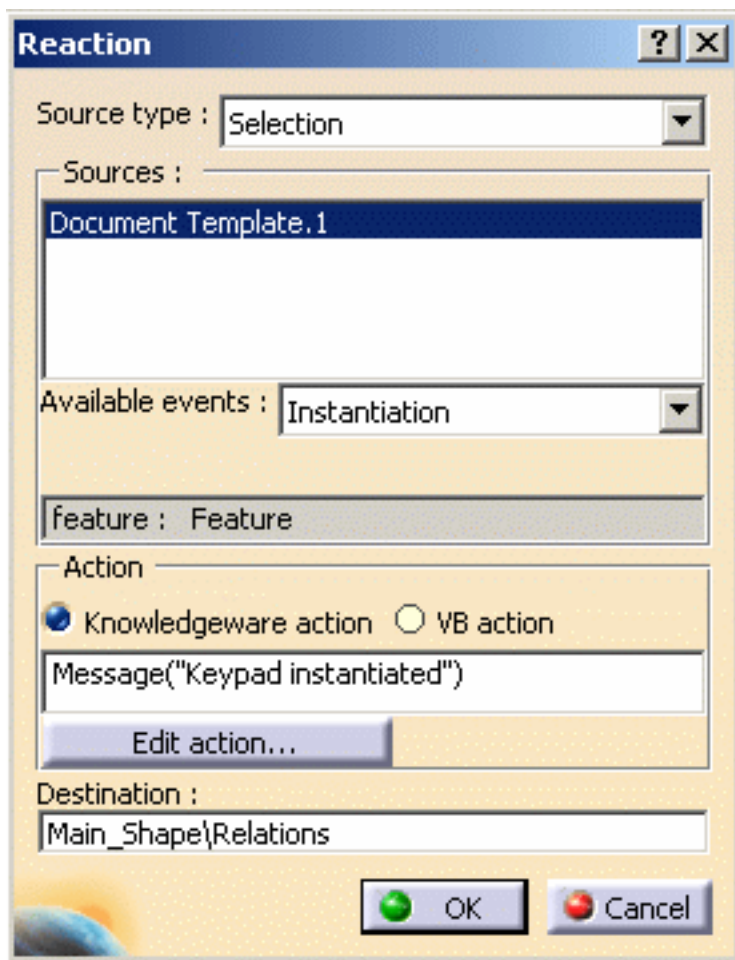 Reaction
Source type : Selection
Sources :
Document Template.1
Available events : Instantiation
feature : Feature
Action
Knowledgeware action VB action
Message("Keypad instantiated")
Edit action...
Destination :
Main_Shape\Relations
OK Cancel